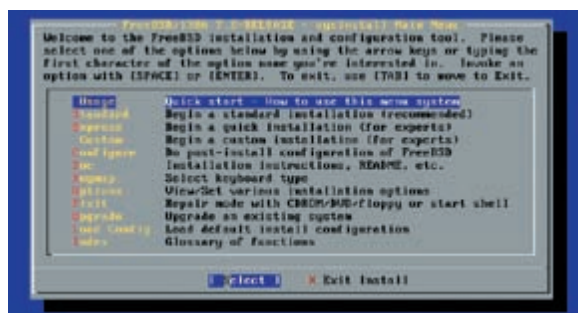 FreeBSD/i386 7.2-RELEASE - sysinstall Main Menu
Welcome to the FreeBSD installation and configuration tool.  Please
select one of the options below by using the arrow keys or typing the
first character of the option name you're interested in.  Invoke an
option with [SPACE] or [ENTER].  To exit, use [TAB] to move to Exit.
Usage Quick start - How to use this menu system
Standard Begin a standard installation (recommended)
Express Begin a quick installation (for experts)
Custom Begin a custom installation (for experts)
Configure Do post-install configuration of FreeBSD
Doc Installation instructions, README, etc.
Keymap Select keyboard type
Options View/Set various installation options
Fixit Repair mode with CDROM/DVD/floppy or start shell
Upgrade Upgrade an existing system
Load Config Load default install configuration
Index Glossary of functions
[ Select ] X Exit Install